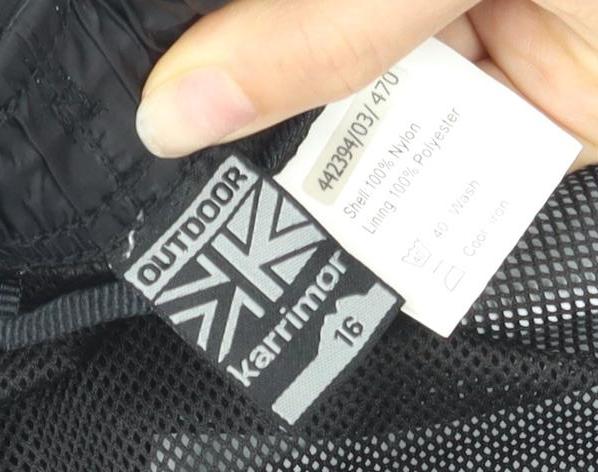 OUTDOOR
karrimor
16
442394/03/470
Shell 100% Nylon
Lining 100% Polyester
40 Wash
Cool Iron